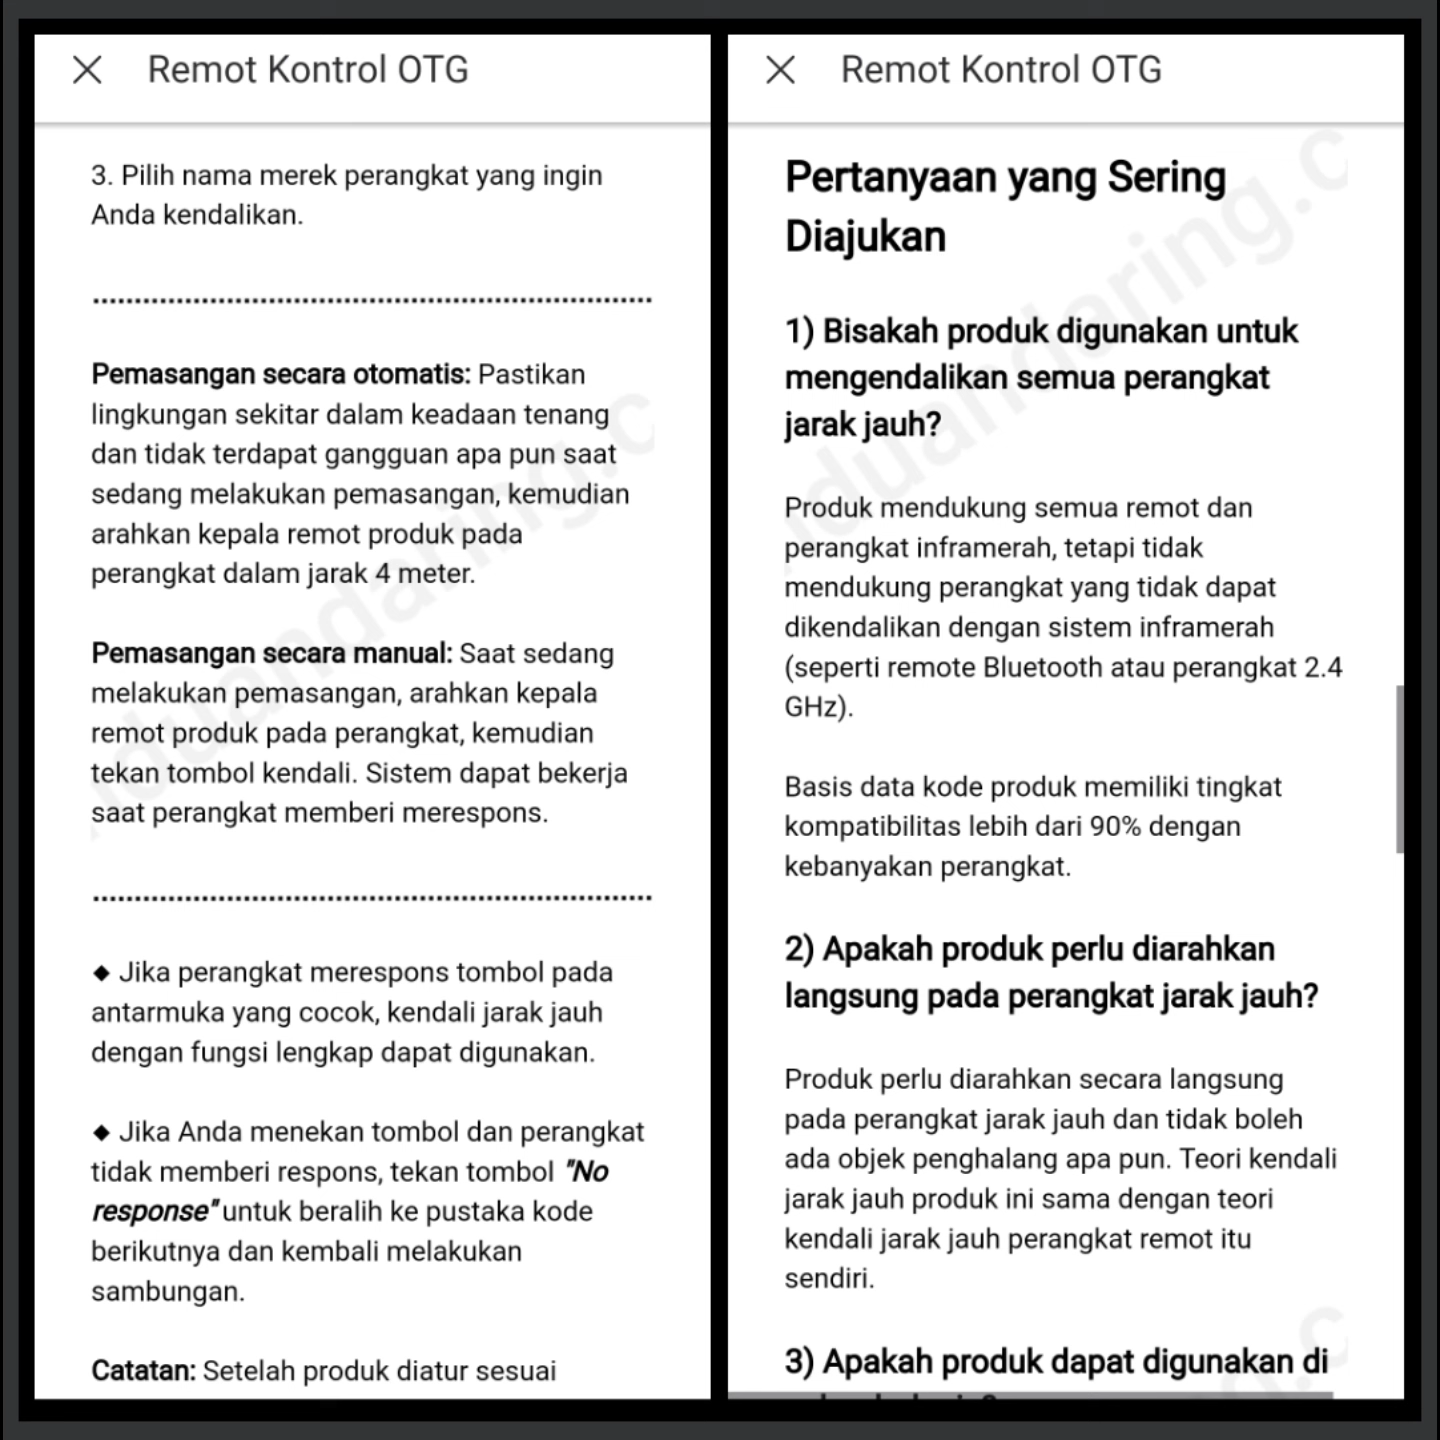 Remot Kontrol OTG
3. Pilih nama merek perangkat yang ingin
Anda kendalikan.
Pemasangan secara otomatis: Pastikan
lingkungan sekitar dalam keadaan tenang
dan tidak terdapat gangguan apa pun saat
sedang melakukan pemasangan, kemudian
arahkan kepala remot produk pada
perangkat dalam jarak 4 meter.
Pemasangan secara manual: Saat sedang
melakukan pemasangan, arahkan kepala
remot produk pada perangkat, kemudian
tekan tombol kendali. Sistem dapat bekerja
saat perangkat memberi merespons.
◆ Jika perangkat merespons tombol pada
antarmuka yang cocok, kendali jarak jauh
dengan fungsi lengkap dapat digunakan.
◆ Jika Anda menekan tombol dan perangkat
tidak memberi respons, tekan tombol "No
response" untuk beralih ke pustaka kode
berikutnya dan kembali melakukan
sambungan.
Catatan: Setelah produk diatur sesuai
Remot Kontrol OTG
Pertanyaan yang Sering
Diajukan
1) Bisakah produk digunakan untuk
mengendalikan semua perangkat
jarak jauh?
Produk mendukung semua remot dan
perangkat inframerah, tetapi tidak
mendukung perangkat yang tidak dapat
dikendalikan dengan sistem inframerah
(seperti remote Bluetooth atau perangkat 2.4
GHz).
Basis data kode produk memiliki tingkat
kompatibilitas lebih dari 90% dengan
kebanyakan perangkat.
2) Apakah produk perlu diarahkan
langsung pada perangkat jarak jauh?
Produk perlu diarahkan secara langsung
pada perangkat jarak jauh dan tidak boleh
ada objek penghalang apa pun. Teori kendali
jarak jauh produk ini sama dengan teori
kendali jarak jauh perangkat remot itu
sendiri.
3) Apakah produk dapat digunakan di